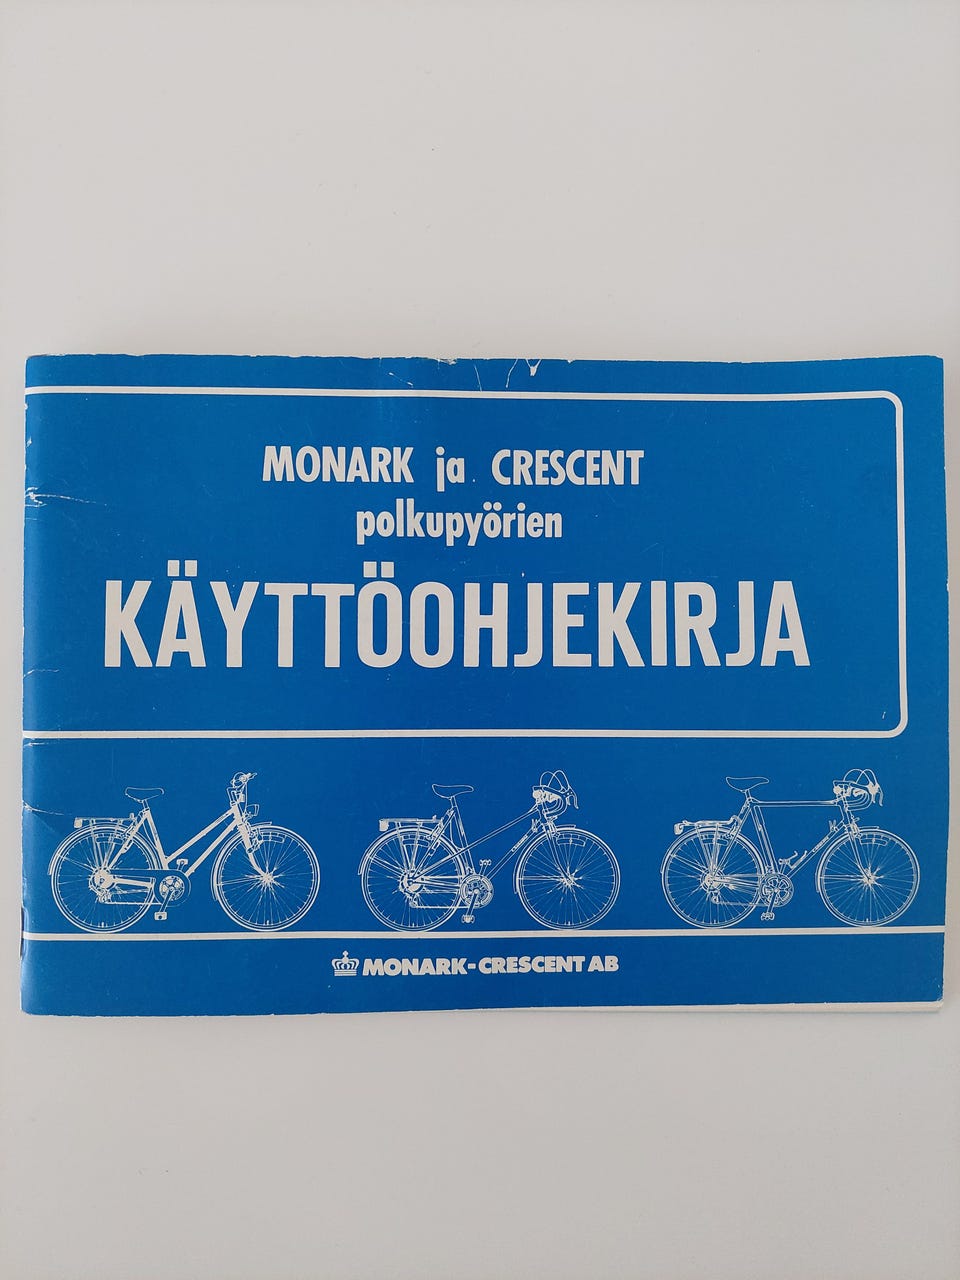 MONARK ja CRESCENT
polkupyörien
KÄYTTÖOHJEKIRJA
MONARK-CRESCENT AB